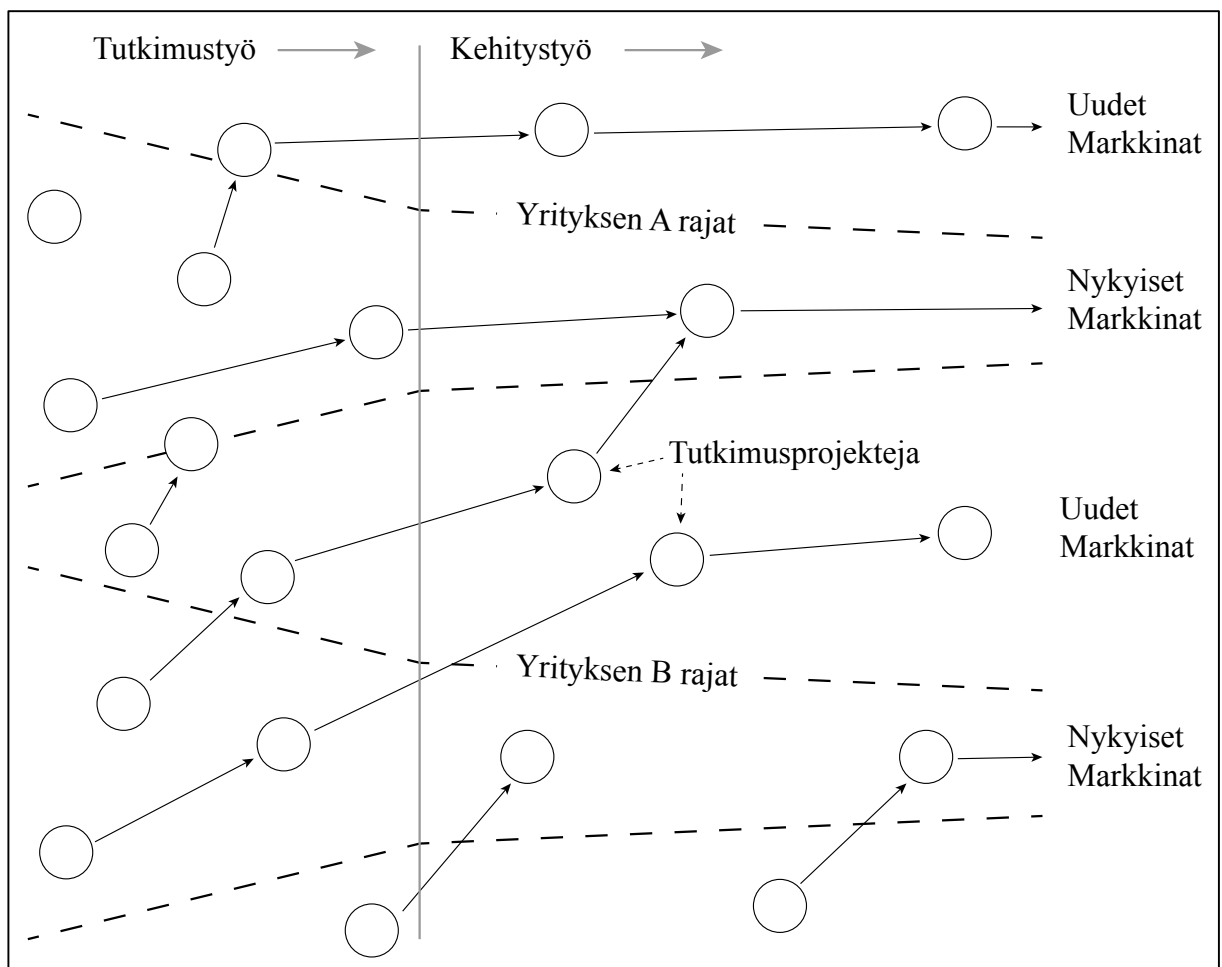 Tutkimustyö
Kehitystyö
Uudet
Markkinat
Yrityksen A rajat
Nykyiset
Markkinat
Tutkimusprojekteja
Uudet
Markkinat
Yrityksen B rajat
Nykyiset
Markkinat